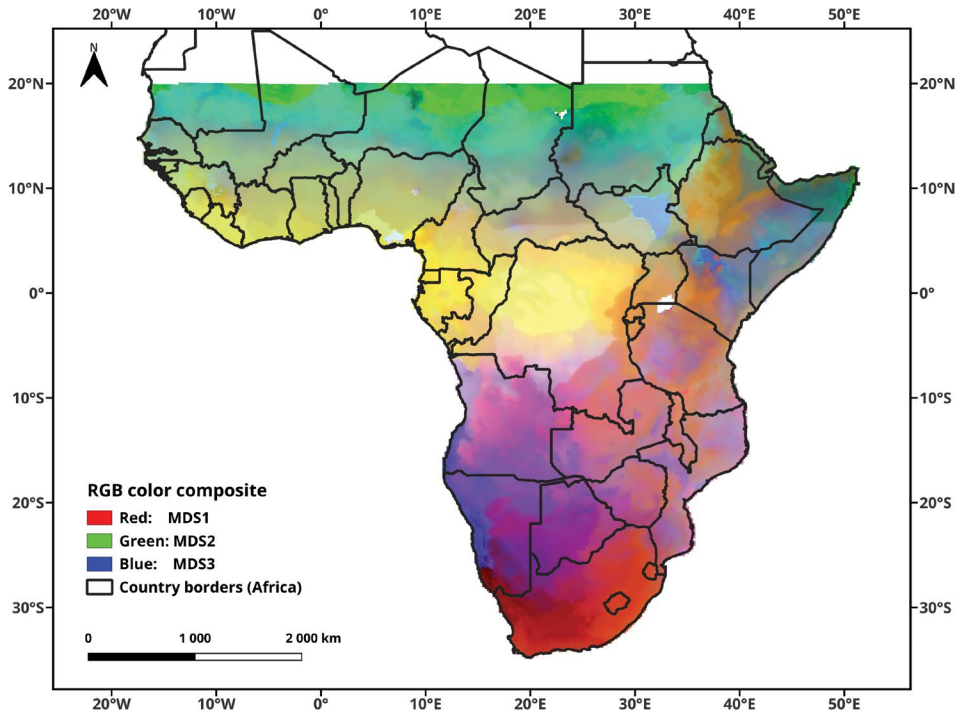 20°W 10°W 0° 10°E 20°E 30°E 40°E 50°E
N
20°N 20°N
10°N 10°N
0° 0°
10°S 10°S
20°S 20°S
30°S 30°S
RGB color composite
Red: MDS1
Green: MDS2
Blue: MDS3
Country borders (Africa)
0 1 000 2 000 km
20°W 10°W 0° 10°E 20°E 30°E 40°E 50°E